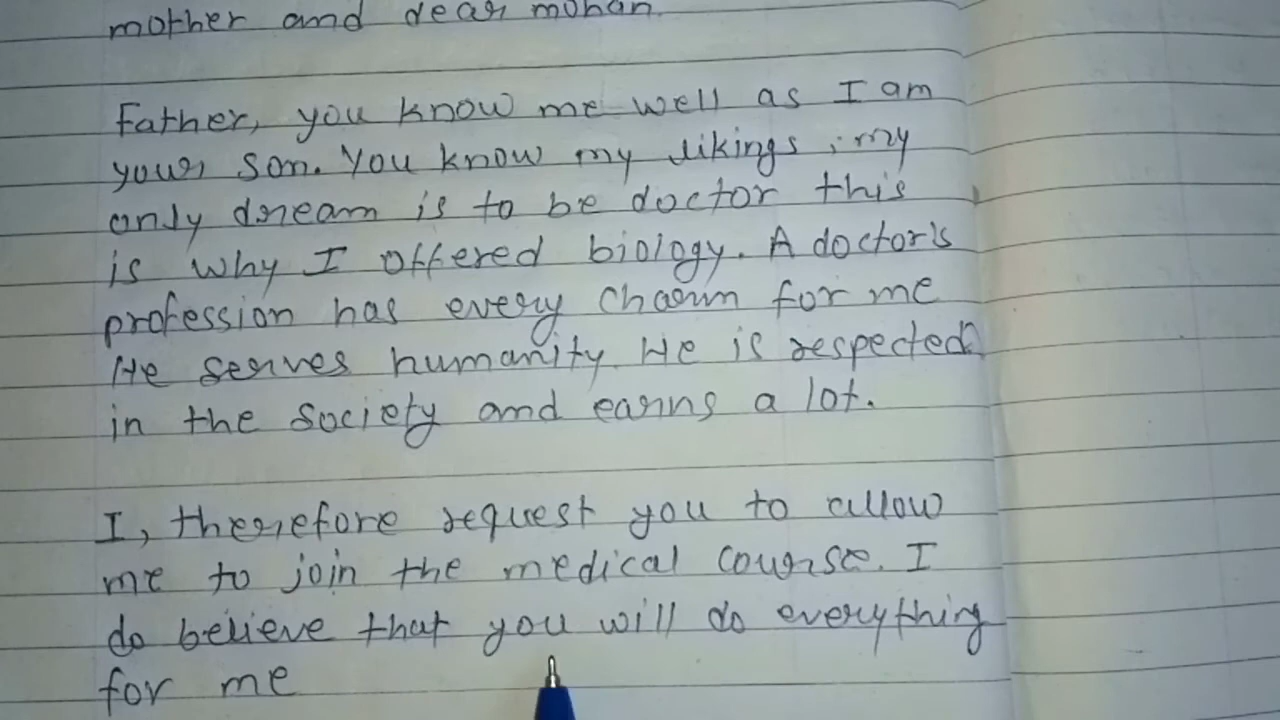 mother and dear mohan
Father, you know me well as I am
your son. You know my likings, my
only dream is to be doctor this
is why I offered biology. A doctor's
profession has every charm for me
He serves humanity. He is respected
in the society and earns a lot.
I, therefore request you to allow
me to join the medical course. I
do believe that you will do everything
for me